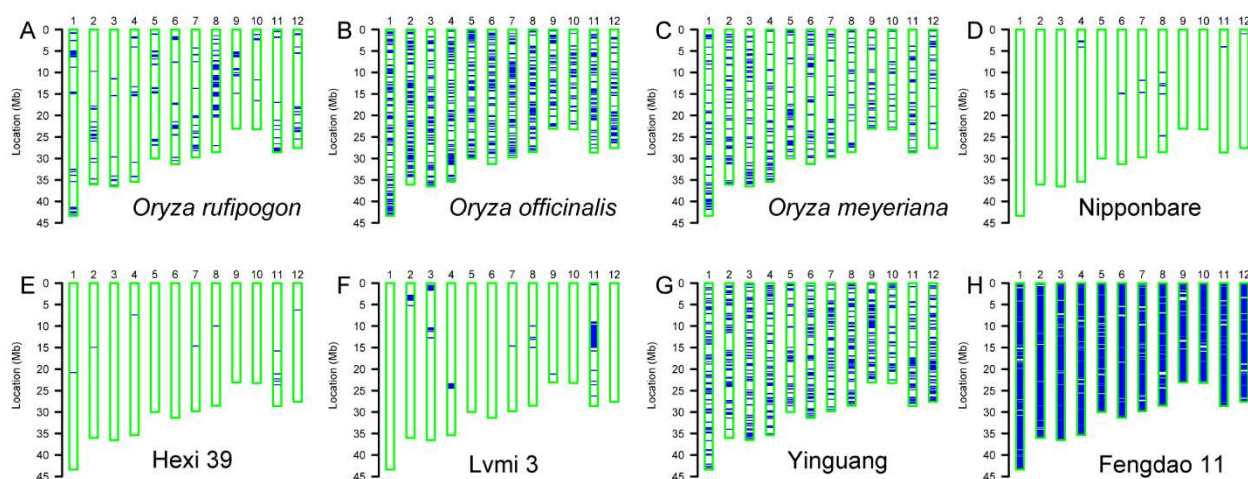 A
1 2 3 4 5 6 7 8 9 10 11 12
Location (Mb)
0
5
10
15
20
25
30
35
40
45
Oryza rufipogon
B
1 2 3 4 5 6 7 8 9 10 11 12
Location (Mb)
0
5
10
15
20
25
30
35
40
45
Oryza officinalis
C
1 2 3 4 5 6 7 8 9 10 11 12
Location (Mb)
0
5
10
15
20
25
30
35
40
45
Oryza meyeriana
D
1 2 3 4 5 6 7 8 9 10 11 12
Location (Mb)
0
5
10
15
20
25
30
35
40
45
Nipponbare
E
1 2 3 4 5 6 7 8 9 10 11 12
Location (Mb)
0
5
10
15
20
25
30
35
40
45
Hexi 39
F
1 2 3 4 5 6 7 8 9 10 11 12
Location (Mb)
0
5
10
15
20
25
30
35
40
45
Lvmi 3
G
1 2 3 4 5 6 7 8 9 10 11 12
Location (Mb)
0
5
10
15
20
25
30
35
40
45
Yinguang
H
1 2 3 4 5 6 7 8 9 10 11 12
Location (Mb)
0
5
10
15
20
25
30
35
40
45
Fengdao 11